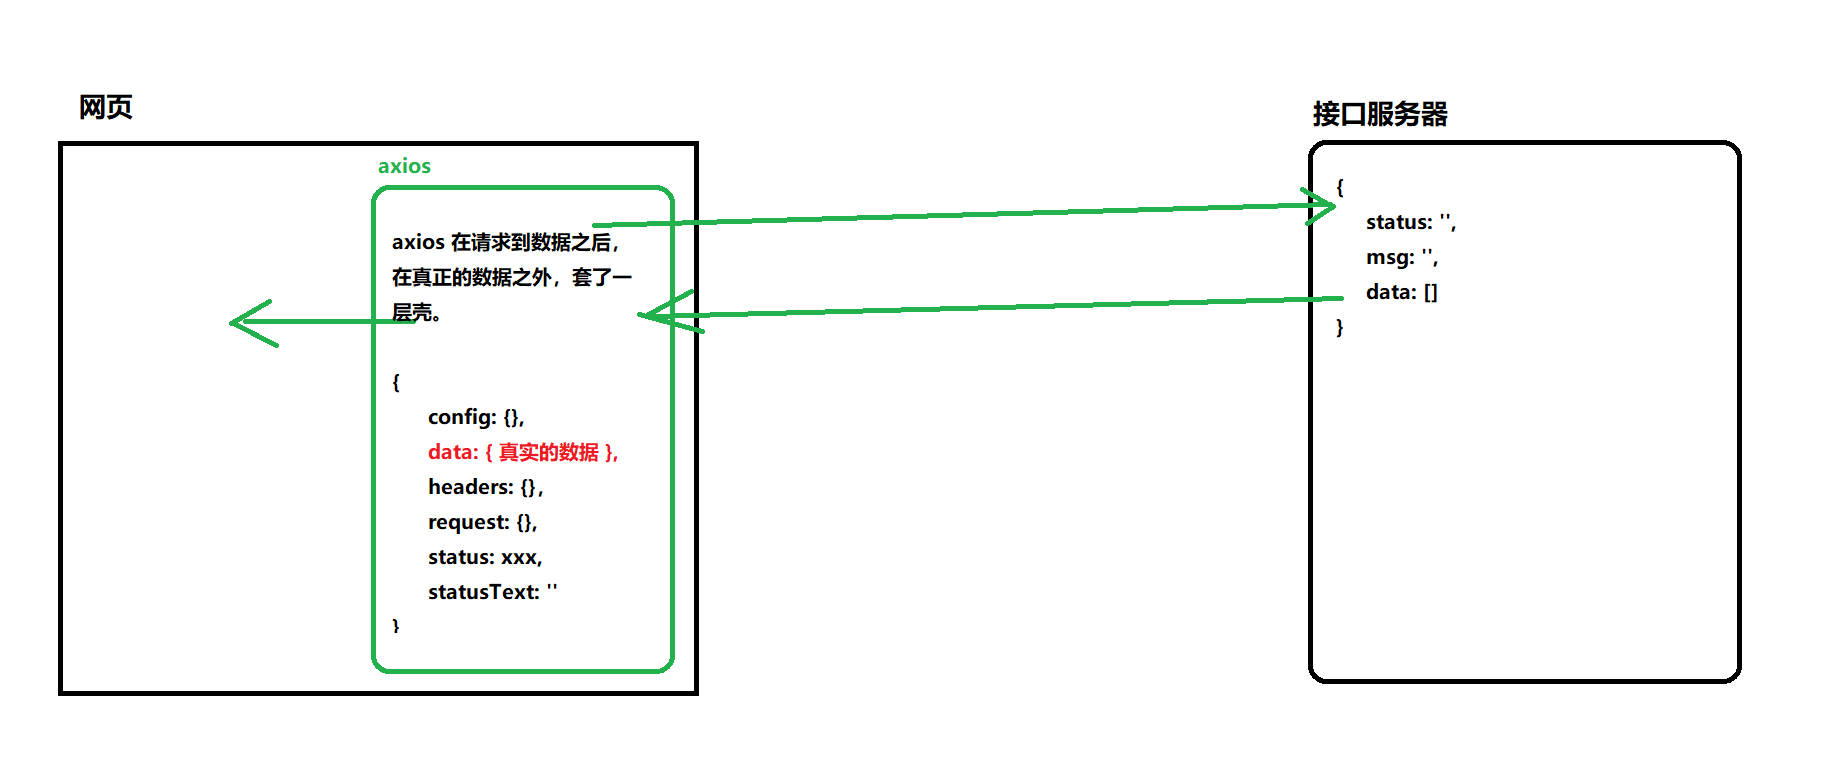 网页
axios
axios 在请求到数据之后，
在真正的数据之外，套了一
层壳。
{
config: {},
data: { 真实的数据 },
headers: {},
request: {},
status: xxx,
statusText: ''
}
接口服务器
{
status: '',
msg: '',
data: []
}